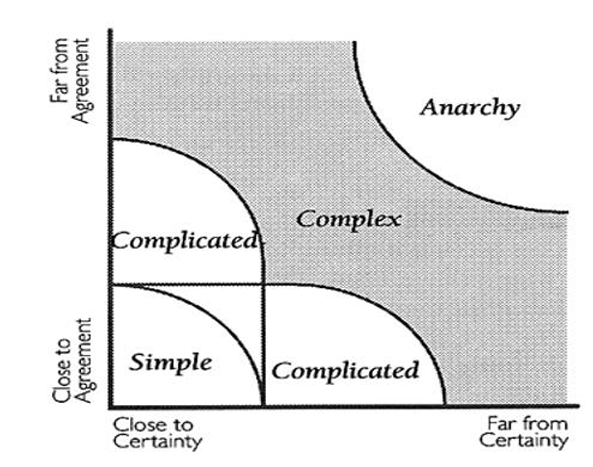 Far from
Agreement
Anarchy
Complex
Complicated
Simple
Complicated
Close to
Agreement
Close to
Certainty
Far from
Certainty